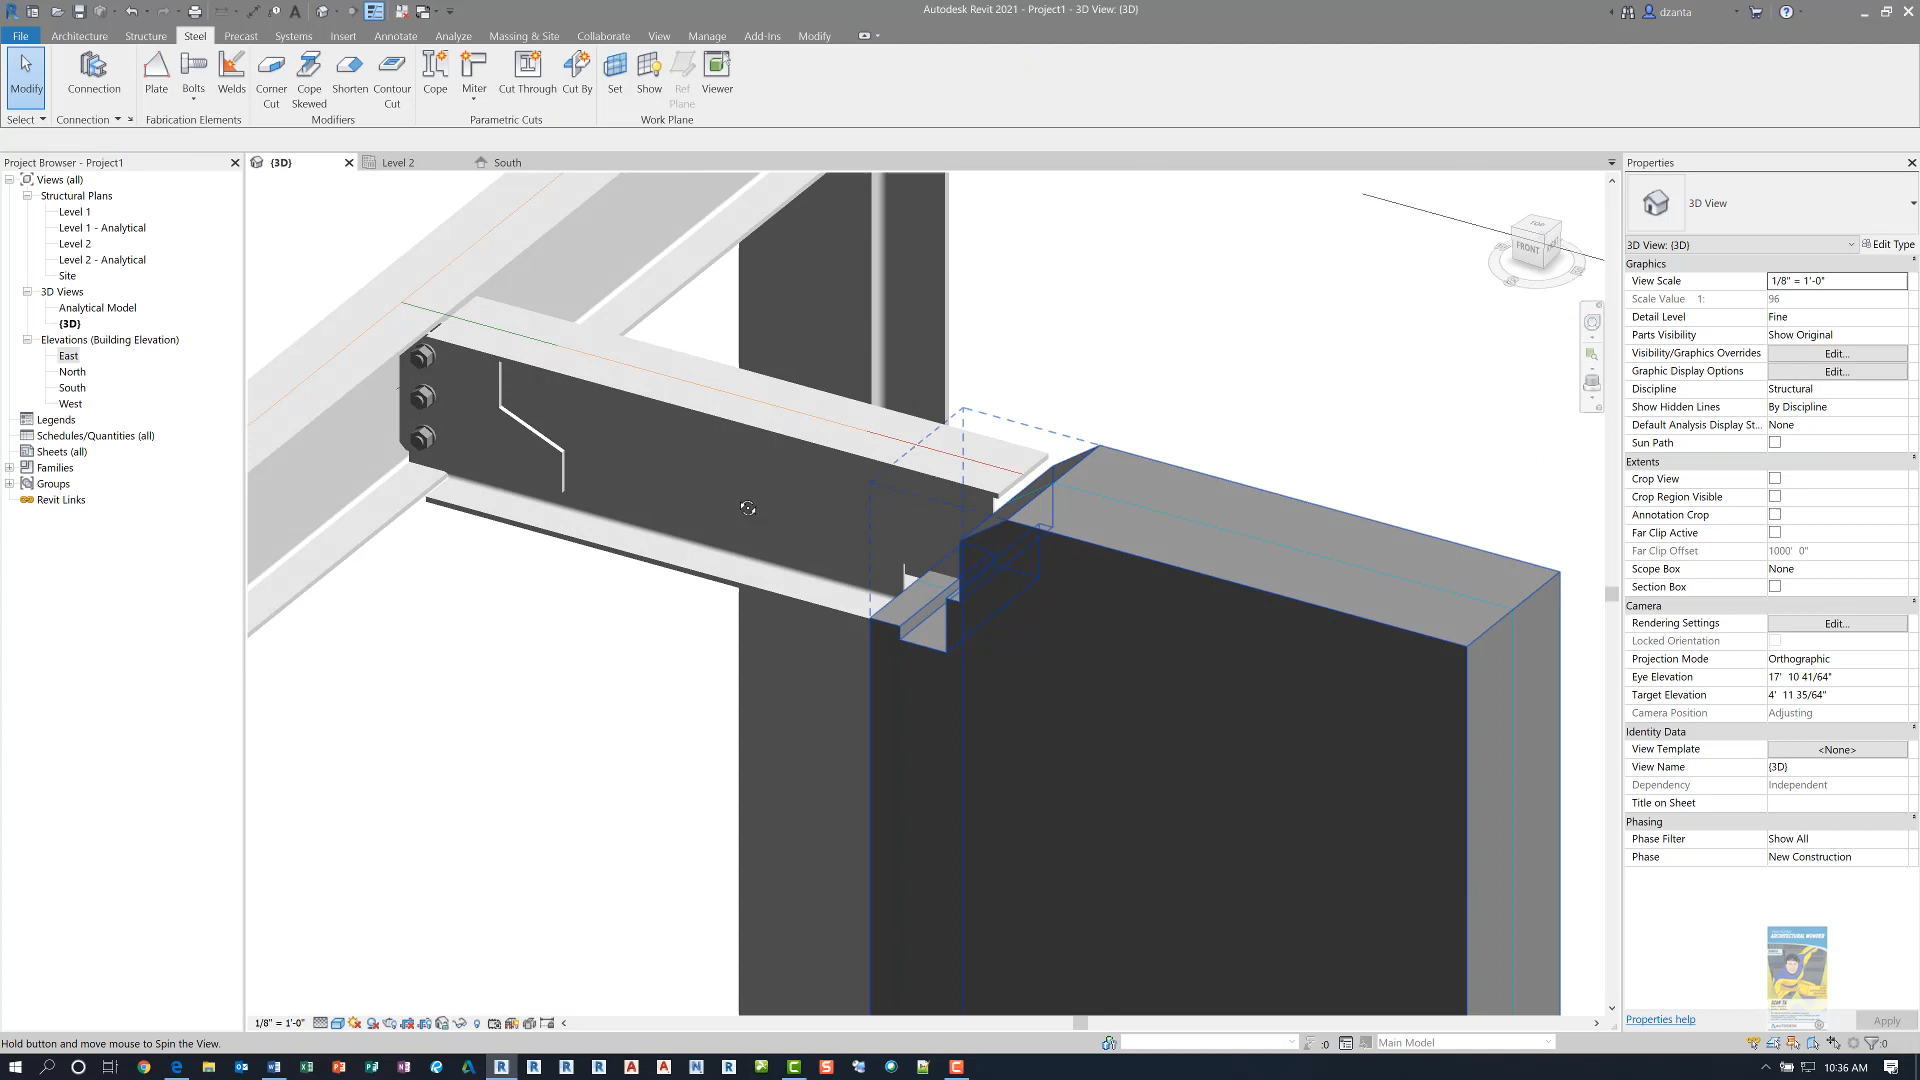 Autodesk Revit 2021 - Project1 - 3D View: {3D}
dzanta
File Architecture Structure Steel Precast Systems Insert Annotate Analyze Massing & Site Collaborate View Manage Add-Ins Modify
Modify Connection Plate Bolts Welds Corner Cut Cope Skewed Shorten Contour Cut Cope Miter Cut Through Cut By Set Show Ref Plane Viewer
Select Connection Fabrication Elements Modifiers Parametric Cuts Work Plane
Project Browser - Project1
{3D} Level 2 South
Properties
Views (all)
Structural Plans
Level 1
Level 1 - Analytical
Level 2
Level 2 - Analytical
Site
3D Views
Analytical Model
{3D}
Elevations (Building Elevation)
East
North
South
West
Legends
Schedules/Quantities (all)
Sheets (all)
Families
Groups
Revit Links
TOP
FRONT
3D View
3D View: {3D} Edit Type
Graphics
View Scale 1/8" = 1'-0"
Scale Value 1: 96
Detail Level Fine
Parts Visibility Show Original
Visibility/Graphics Overrides Edit...
Graphic Display Options Edit...
Discipline Structural
Show Hidden Lines By Discipline
Default Analysis Display St... None
Sun Path
Extents
Crop View
Crop Region Visible
Annotation Crop
Far Clip Active
Far Clip Offset 1000' 0"
Scope Box None
Section Box
Camera
Rendering Settings Edit...
Locked Orientation
Projection Mode Orthographic
Eye Elevation 17' 10 41/64"
Target Elevation 4' 11 35/64"
Camera Position Adjusting
Identity Data
View Template <None>
View Name {3D}
Dependency Independent
Title on Sheet
Phasing
Phase Filter Show All
Phase New Construction
ARCHITECTURAL WONDER
AUTODESK
Properties help Apply
1/8" = 1'-0"
Hold button and move mouse to Spin the View.
:0 Main Model :0
10:36 AM